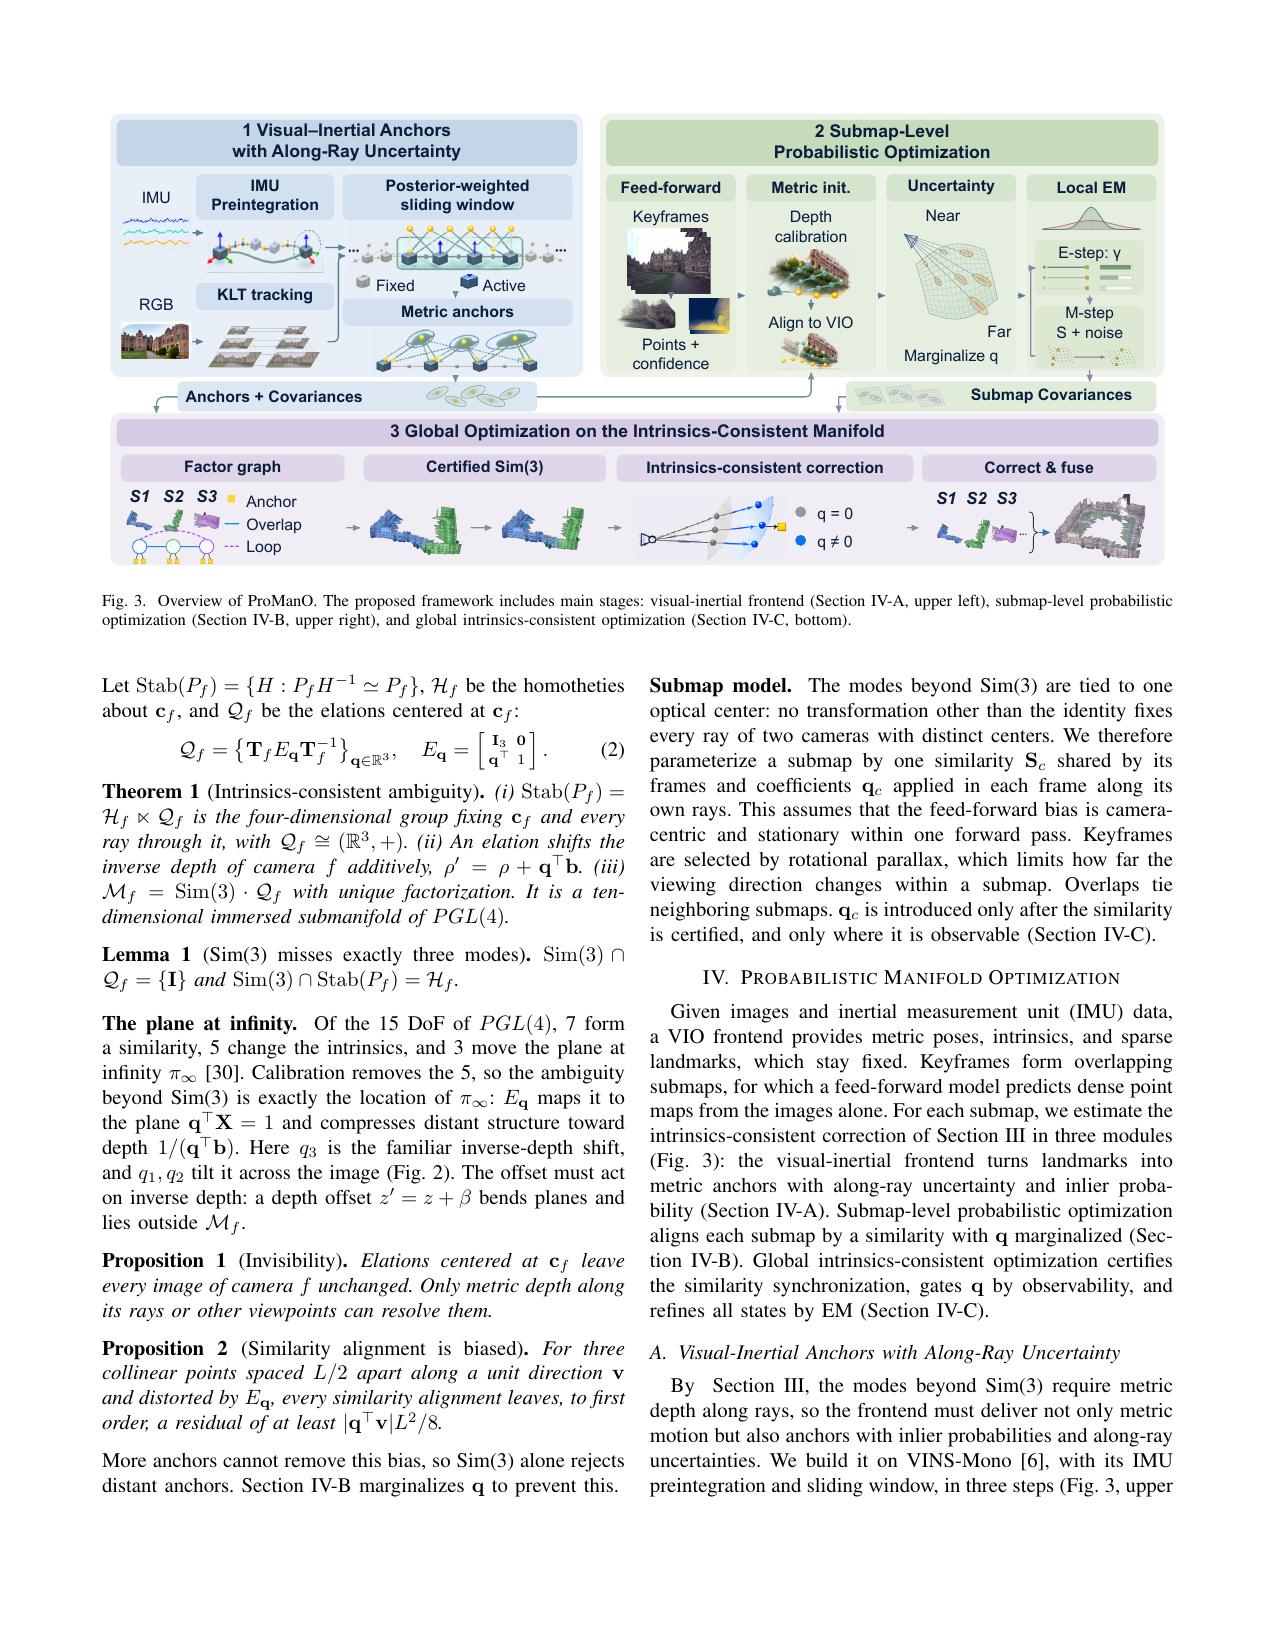 1 Visual–Inertial Anchors
with Along-Ray Uncertainty
IMU
IMU
Preintegration
Posterior-weighted
sliding window
...
...
Fixed
Active
RGB
KLT tracking
Metric anchors
2 Submap-Level
Probabilistic Optimization
Feed-forward
Keyframes
Points +
confidence
Metric init.
Depth
calibration
Align to VIO
Uncertainty
Near
Far
Marginalize q
Local EM
E-step: γ
M-step
S + noise
Anchors + Covariances
Submap Covariances
3 Global Optimization on the Intrinsics-Consistent Manifold
Factor graph
S1 S2 S3
Anchor
Overlap
Loop
Certified Sim(3)
Intrinsics-consistent correction
q = 0
q ≠ 0
Correct & fuse
S1 S2 S3
...
Fig. 3. Overview of ProManO. The proposed framework includes main stages: visual-inertial frontend (Section IV-A, upper left), submap-level probabilistic
optimization (Section IV-B, upper right), and global intrinsics-consistent optimization (Section IV-C, bottom).
Let Stab(P_f) = {H : P_f H^{-1} ≃ P_f}, ℋ_f be the homotheties
about c_f, and 𝒬_f be the elations centered at c_f:
𝒬_f = {T_f E_q T_f^{-1}}_{q∈ℝ³}, E_q = [I₃ 0; q^⊤ 1]. (2)
Theorem 1 (Intrinsics-consistent ambiguity). (i) Stab(P_f) =
ℋ_f ⋉ 𝒬_f is the four-dimensional group fixing c_f and every
ray through it, with 𝒬_f ≅ (ℝ³, +). (ii) An elation shifts the
inverse depth of camera f additively, ρ′ = ρ + q^⊤b. (iii)
ℳ_f = Sim(3) · 𝒬_f with unique factorization. It is a ten-
dimensional immersed submanifold of PGL(4).
Lemma 1 (Sim(3) misses exactly three modes). Sim(3) ∩
𝒬_f = {I} and Sim(3) ∩ Stab(P_f) = ℋ_f.
The plane at infinity. Of the 15 DoF of PGL(4), 7 form
a similarity, 5 change the intrinsics, and 3 move the plane at
infinity π_∞ [30]. Calibration removes the 5, so the ambiguity
beyond Sim(3) is exactly the location of π_∞: E_q maps it to
the plane q^⊤X = 1 and compresses distant structure toward
depth 1/(q^⊤b). Here q₃ is the familiar inverse-depth shift,
and q₁, q₂ tilt it across the image (Fig. 2). The offset must act
on inverse depth: a depth offset z′ = z + β bends planes and
lies outside ℳ_f.
Proposition 1 (Invisibility). Elations centered at c_f leave
every image of camera f unchanged. Only metric depth along
its rays or other viewpoints can resolve them.
Proposition 2 (Similarity alignment is biased). For three
collinear points spaced L/2 apart along a unit direction v
and distorted by E_q, every similarity alignment leaves, to first
order, a residual of at least |q^⊤v|L²/8.
More anchors cannot remove this bias, so Sim(3) alone rejects
distant anchors. Section IV-B marginalizes q to prevent this.
Submap model. The modes beyond Sim(3) are tied to one
optical center: no transformation other than the identity fixes
every ray of two cameras with distinct centers. We therefore
parameterize a submap by one similarity S_c shared by its
frames and coefficients q_c applied in each frame along its
own rays. This assumes that the feed-forward bias is camera-
centric and stationary within one forward pass. Keyframes
are selected by rotational parallax, which limits how far the
viewing direction changes within a submap. Overlaps tie
neighboring submaps. q_c is introduced only after the similarity
is certified, and only where it is observable (Section IV-C).
IV. PROBABILISTIC MANIFOLD OPTIMIZATION
Given images and inertial measurement unit (IMU) data,
a VIO frontend provides metric poses, intrinsics, and sparse
landmarks, which stay fixed. Keyframes form overlapping
submaps, for which a feed-forward model predicts dense point
maps from the images alone. For each submap, we estimate the
intrinsics-consistent correction of Section III in three modules
(Fig. 3): the visual-inertial frontend turns landmarks into
metric anchors with along-ray uncertainty and inlier proba-
bility (Section IV-A). Submap-level probabilistic optimization
aligns each submap by a similarity with q marginalized (Sec-
tion IV-B). Global intrinsics-consistent optimization certifies
the similarity synchronization, gates q by observability, and
refines all states by EM (Section IV-C).
A. Visual-Inertial Anchors with Along-Ray Uncertainty
By Section III, the modes beyond Sim(3) require metric
depth along rays, so the frontend must deliver not only metric
motion but also anchors with inlier probabilities and along-ray
uncertainties. We build it on VINS-Mono [6], with its IMU
preintegration and sliding window, in three steps (Fig. 3, upper